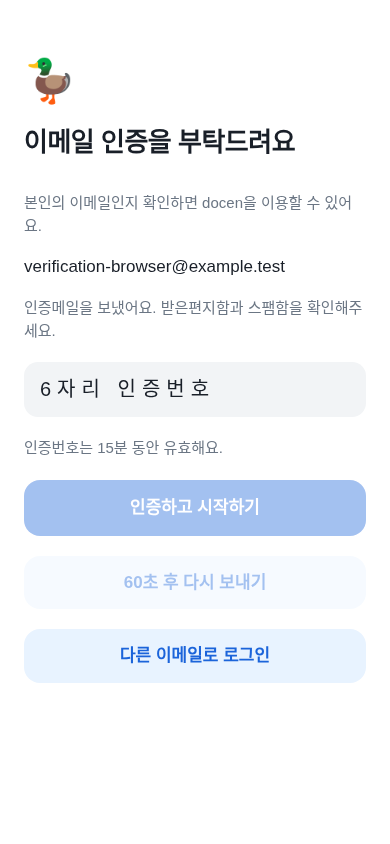 이메일 인증을 부탁드려요
본인의 이메일인지 확인하면 docen을 이용할 수 있어
요.
verification-browser@example.test
인증메일을 보냈어요. 받은편지함과 스팸함을 확인해주
세요.
6자리 인증번호
인증번호는 15분 동안 유효해요.
인증하고 시작하기
60초 후 다시 보내기
다른 이메일로 로그인